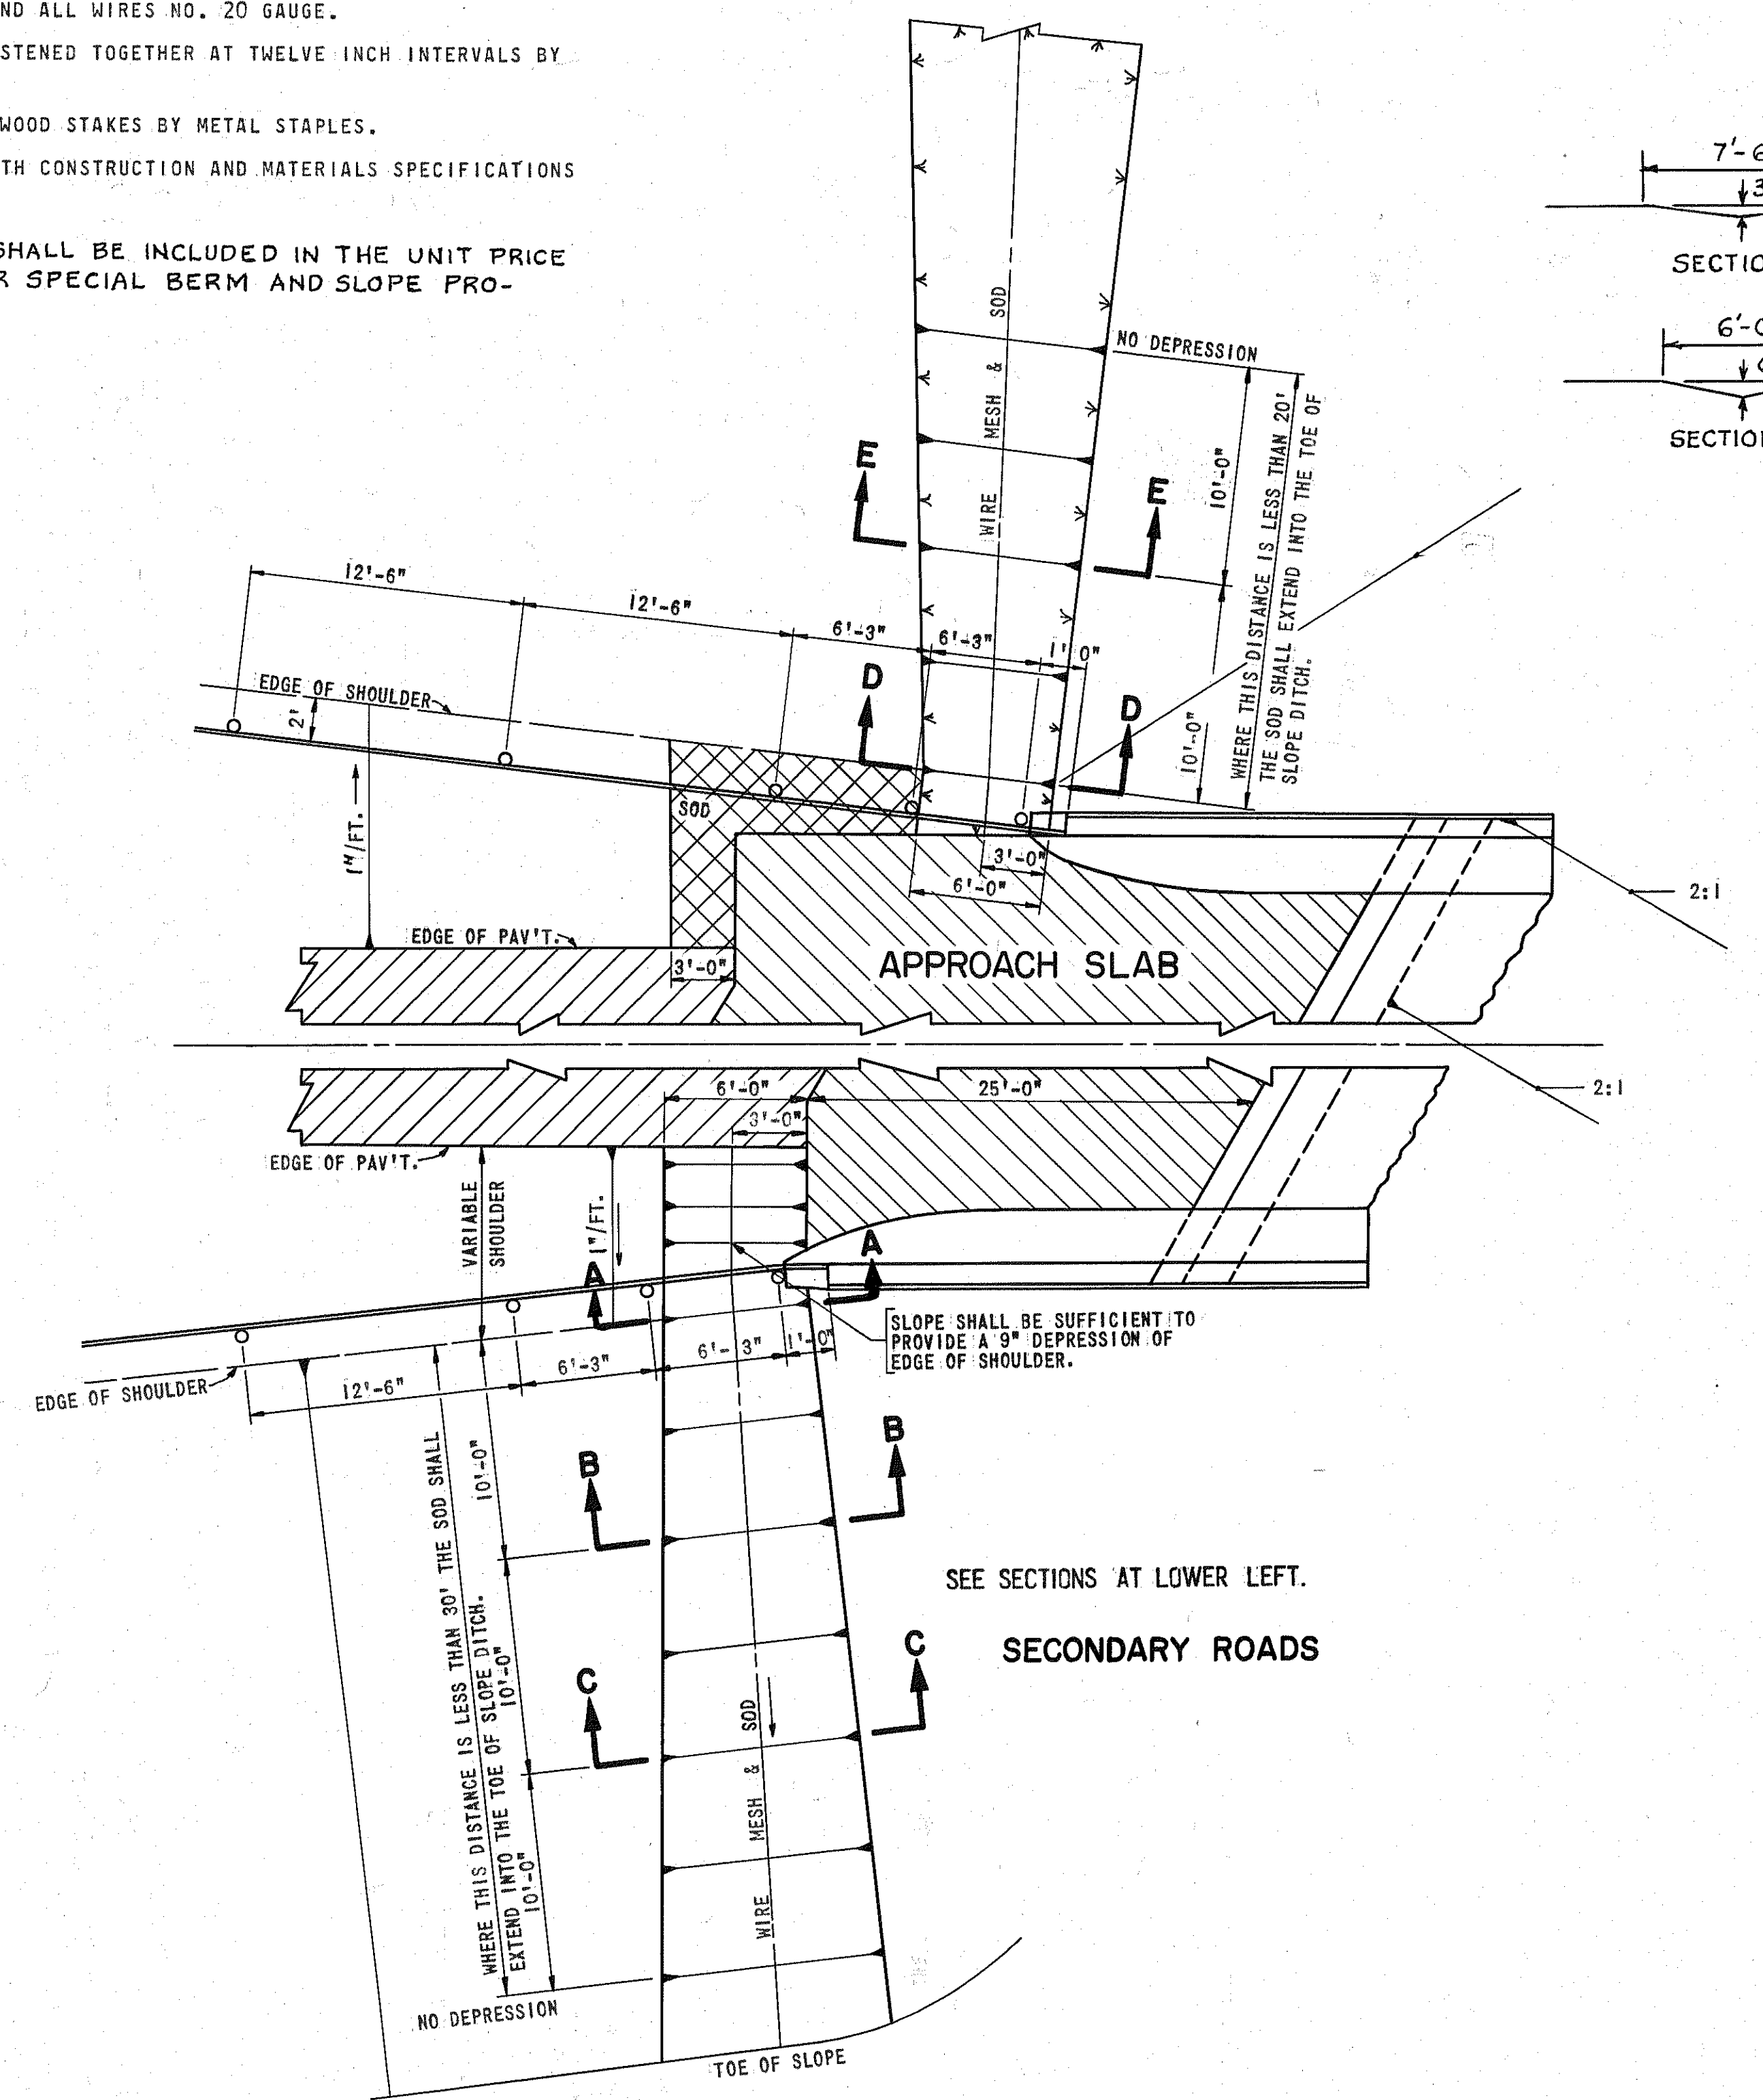 ND ALL WIRES NO. 20 GAUGE.
STENED TOGETHER AT TWELVE INCH INTERVALS BY
WOOD STAKES BY METAL STAPLES.
TH CONSTRUCTION AND MATERIALS SPECIFICATIONS
SHALL BE INCLUDED IN THE UNIT PRICE
R SPECIAL BERM AND SLOPE PRO-
7'-6
3
SECTIO
6'-0
6
SECTION
WIRE MESH & SOD
NO DEPRESSION
10'-0"
10'-0"
WHERE THIS DISTANCE IS LESS THAN 20'
THE SOD SHALL EXTEND INTO THE TOE OF
SLOPE DITCH.
E
E
12'-6"
12'-6"
6'-3"
6'-3"
1'-0"
D
D
EDGE OF SHOULDER
2'
1"/FT.
SOD
3'-0"
6'-0"
2:1
EDGE OF PAV'T.
3'-0"
APPROACH SLAB
6'-0"
25'-0"
3'-0"
2:1
EDGE OF PAV'T.
VARIABLE
SHOULDER
1"/FT.
A
A
SLOPE SHALL BE SUFFICIENT TO
PROVIDE A 9" DEPRESSION OF
EDGE OF SHOULDER.
EDGE OF SHOULDER
12'-6"
6'-3"
6'-3"
1'-0"
B
B
10'-0"
10'-0"
10'-0"
WHERE THIS DISTANCE IS LESS THAN 30' THE SOD SHALL
EXTEND INTO THE TOE OF SLOPE DITCH.
SEE SECTIONS AT LOWER LEFT.
SECONDARY ROADS
C
C
WIRE MESH & SOD
NO DEPRESSION
TOE OF SLOPE